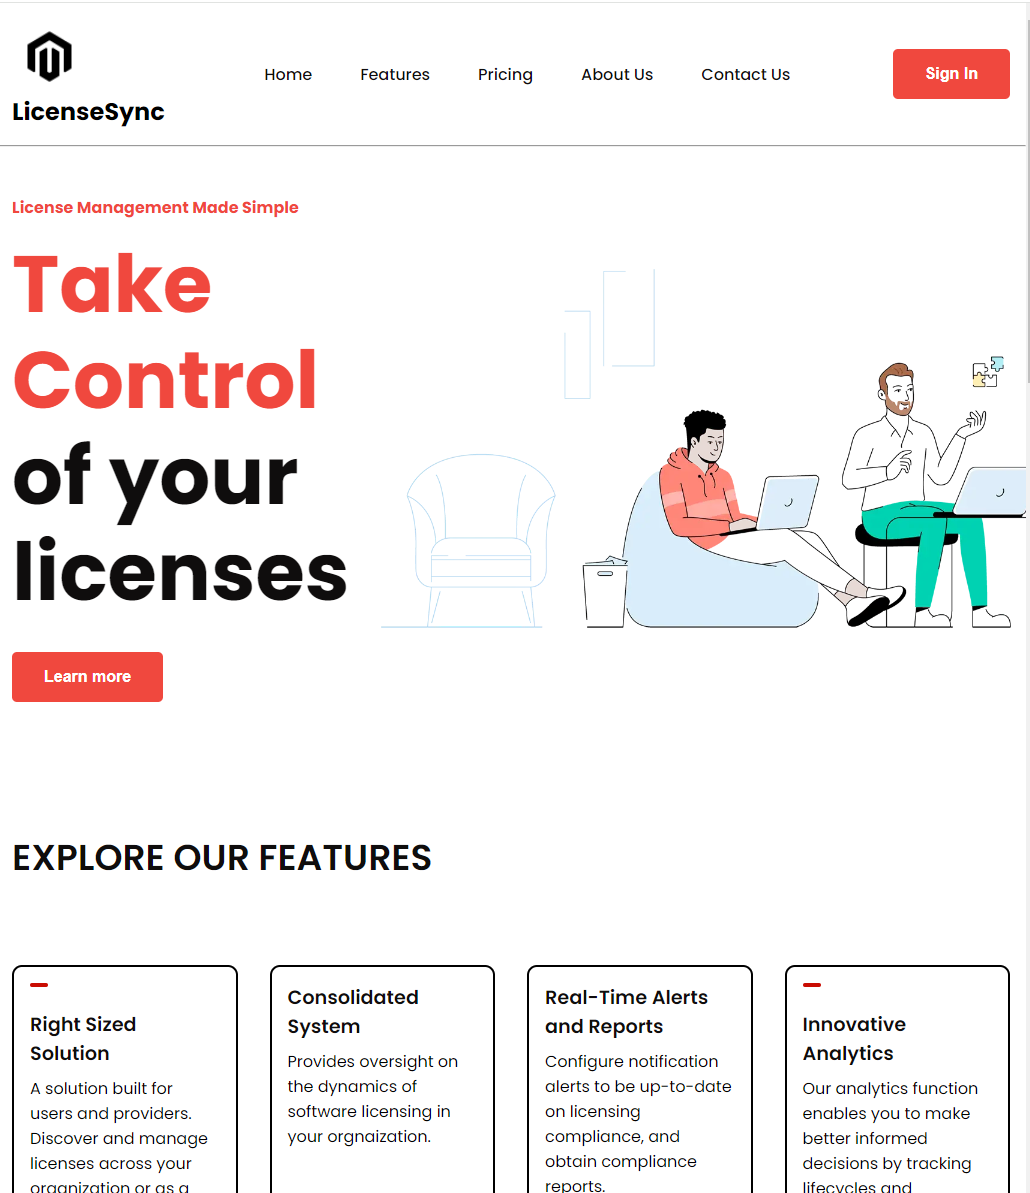 LicenseSync
Home
Features
Pricing
About Us
Contact Us
Sign In
License Management Made Simple
Take
Control
of your
licenses
Learn more
EXPLORE OUR FEATURES
Right Sized
Solution
A solution built for
users and providers.
Discover and manage
licenses across your
organization or as a
Consolidated
System
Provides oversight on
the dynamics of
software licensing in
your orgnaization.
Real-Time Alerts
and Reports
Configure notification
alerts to be up-to-date
on licensing
compliance, and
obtain compliance
reports.
Innovative
Analytics
Our analytics function
enables you to make
better informed
decisions by tracking
lifecycles and